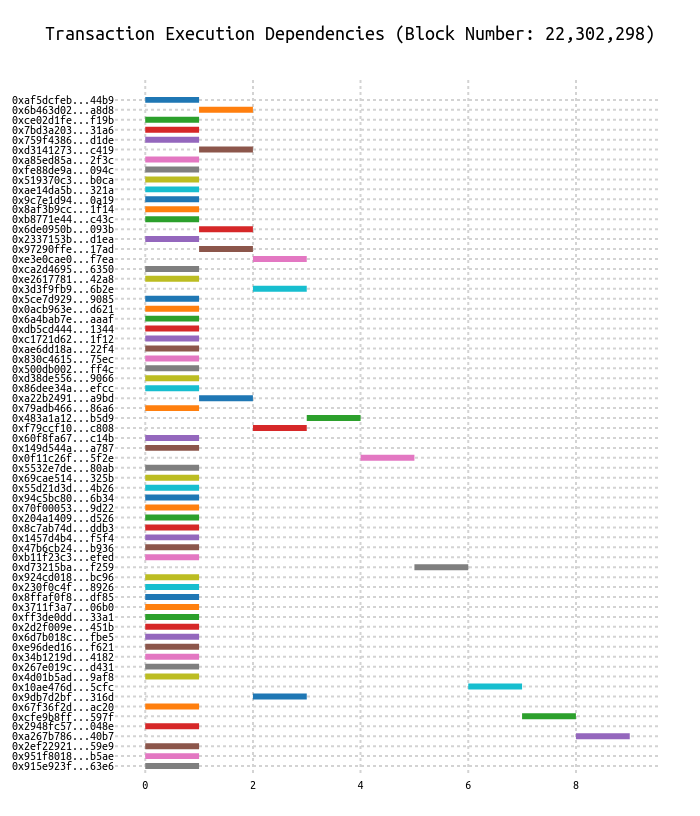 Transaction Execution Dependencies (Block Number: 22,302,298)
0xaf5dcfeb...44b9
0x6b463d02...a8d8
0xce02d1fe...f19b
0x7bd3a203...31a6
0x759f4386...d1de
0xd3141273...c419
0xa85ed85a...2f3c
0xfe88de9a...094c
0x519370c3...b0ca
0xae14da5b...321a
0x9c7e1d94...0a19
0x8af3b9cc...1f14
0xb8771e44...c43c
0x6de0950b...093b
0x2337153b...d1ea
0x97290ffe...17ad
0xe3e0cae0...f7ea
0xca2d4695...6350
0xe2617781...42a8
0x3d3f9fb9...6b2e
0x5ce7d929...9085
0x0acb963e...d621
0x6a4bab7e...aaaf
0xdb5cd444...1344
0xc1721d62...1f12
0xae6dd18a...22f4
0x830c4615...75ec
0x500db002...ff4c
0xd38de556...9066
0x86dee34a...efcc
0xa22b2491...a9bd
0x79adb466...86a6
0x483a1a12...b5d9
0xf79ccf10...c808
0x60f8fa67...c14b
0x149d544a...a787
0x0f11c26f...5f2e
0x5532e7de...80ab
0x69cae514...325b
0x55d21d3d...4b26
0x94c5bc80...6b34
0x70f00053...9d22
0x204a1409...d526
0x8c7ab74d...ddb3
0x1457d4b4...f5f4
0x47b6cb24...b936
0xb11f23c3...efed
0xd73215ba...f259
0x924cd018...bc96
0x230f0c4f...8926
0x8ffaf0f8...df85
0x3711f3a7...06b0
0xff3de0dd...33a1
0x2d2f009e...451b
0x6d7b018c...fbe5
0xe96ded16...f621
0x34b1219d...4182
0x267e019c...d431
0x4d01b5ad...9af8
0x10ae476d...5cfc
0x9db7d2bf...316d
0x67f36f2d...ac20
0xcfe9b8ff...597f
0x2948fc57...048e
0xa267b786...40b7
0x2ef22921...59e9
0x951f8018...b5ae
0x915e923f...63e6
0 2 4 6 8